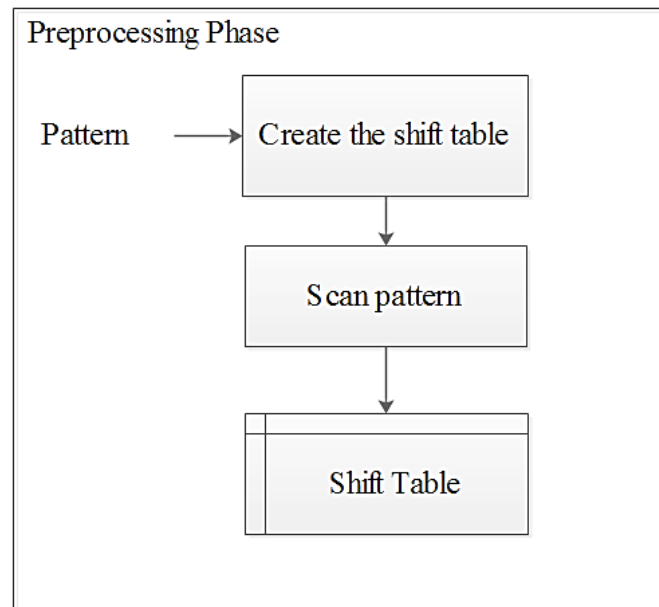 Preprocessing Phase
Pattern
Create the shift table
Scan pattern
Shift Table